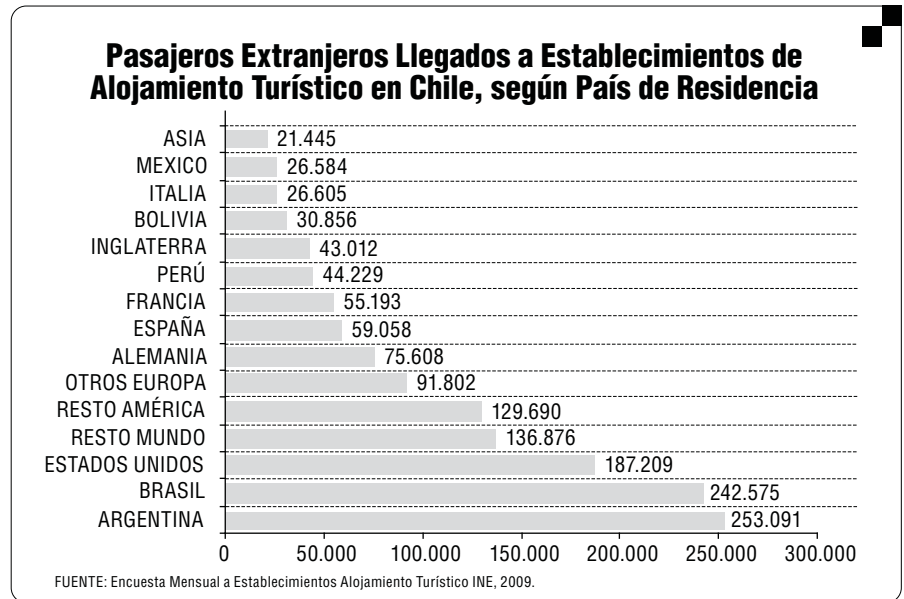 Pasajeros Extranjeros Llegados a Establecimientos de
Alojamiento Turístico en Chile, según País de Residencia
ASIA 21.445
MEXICO 26.584
ITALIA 26.605
BOLIVIA 30.856
INGLATERRA 43.012
PERÚ 44.229
FRANCIA 55.193
ESPAÑA 59.058
ALEMANIA 75.608
OTROS EUROPA 91.802
RESTO AMÉRICA 129.690
RESTO MUNDO 136.876
ESTADOS UNIDOS 187.209
BRASIL 242.575
ARGENTINA 253.091
0 50.000 100.000 150.000 200.000 250.000 300.000
FUENTE: Encuesta Mensual a Establecimientos Alojamiento Turístico INE, 2009.